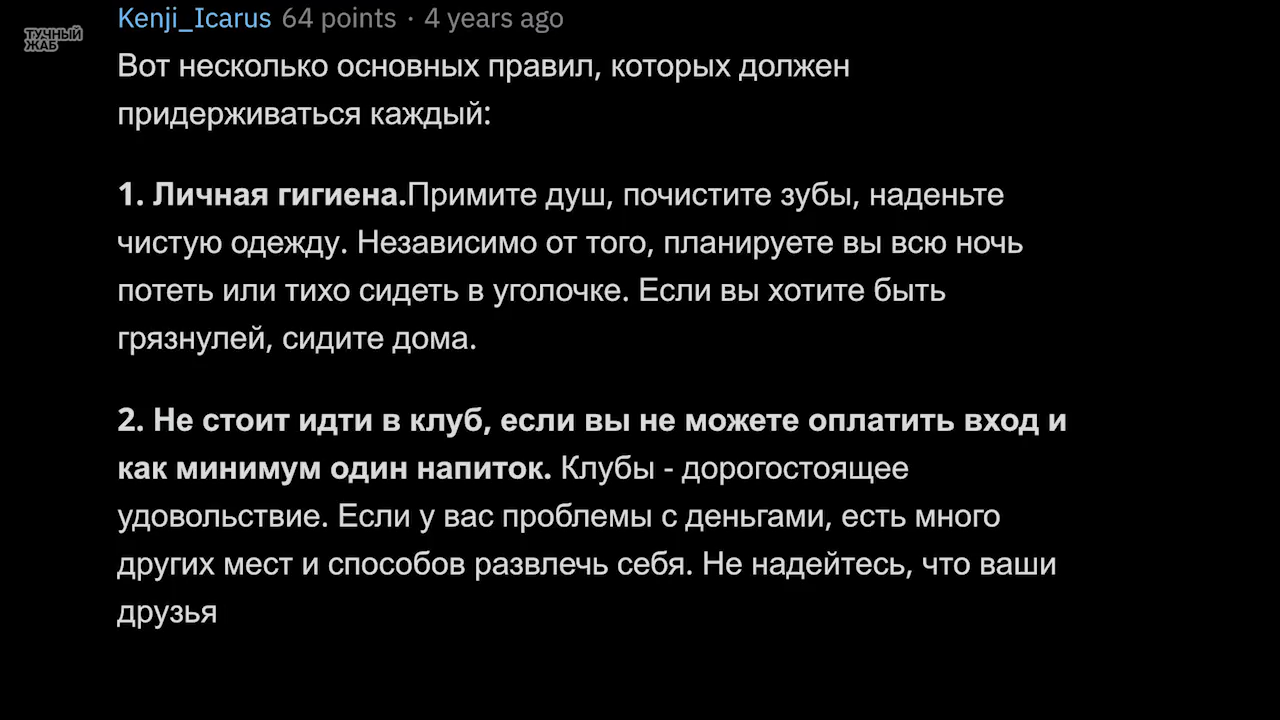 ТУЧНЫЙ
ЖАБ
Kenji_Icarus 64 points · 4 years ago
Вот несколько основных правил, которых должен
придерживаться каждый:
1. Личная гигиена.Примите душ, почистите зубы, наденьте
чистую одежду. Независимо от того, планируете вы всю ночь
потеть или тихо сидеть в уголочке. Если вы хотите быть
грязнулей, сидите дома.
2. Не стоит идти в клуб, если вы не можете оплатить вход и
как минимум один напиток. Клубы - дорогостоящее
удовольствие. Если у вас проблемы с деньгами, есть много
других мест и способов развлечь себя. Не надейтесь, что ваши
друзья